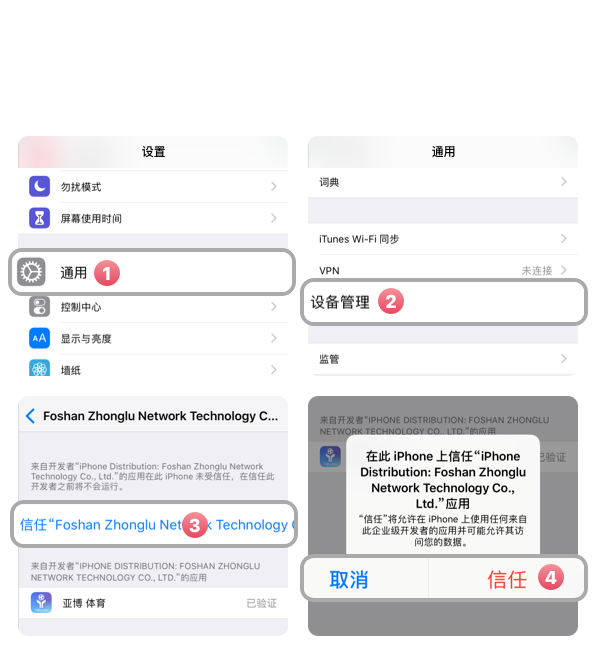 设置
勿扰模式
屏幕使用时间
通用 1
控制中心
显示与亮度
墙纸
通用
词典
iTunes Wi-Fi 同步
VPN 未连接
设备管理 2
监管
Foshan Zhonglu Network Technology C...
来自开发者“iPhone Distribution: Foshan Zhonglu Network
Technology Co., Ltd.”的应用在此 iPhone 未受信任，在信任此
开发者之前将不会运行。
信任“Foshan Zhonglu Net 3 k Technology
来自开发者“IPHONE DISTRIBUTION: FOSHAN ZHONGLU
NETWORK TECHNOLOGY CO., LTD.”的应用
亚博 体育 已验证
来自开发者“IPHONE DISTRIBUTION: FOSHAN ZHONGLU
NETWORK TECHNOLOGY CO., LTD.”的应用
已验证
在此 iPhone 上信任“iPhone
Distribution: Foshan Zhonglu
Network Technology Co.,
Ltd.”应用
“信任”将允许在 iPhone 上使用任何来自
此企业级开发者的应用并可能允许其访
问您的数据。
取消 信任 4